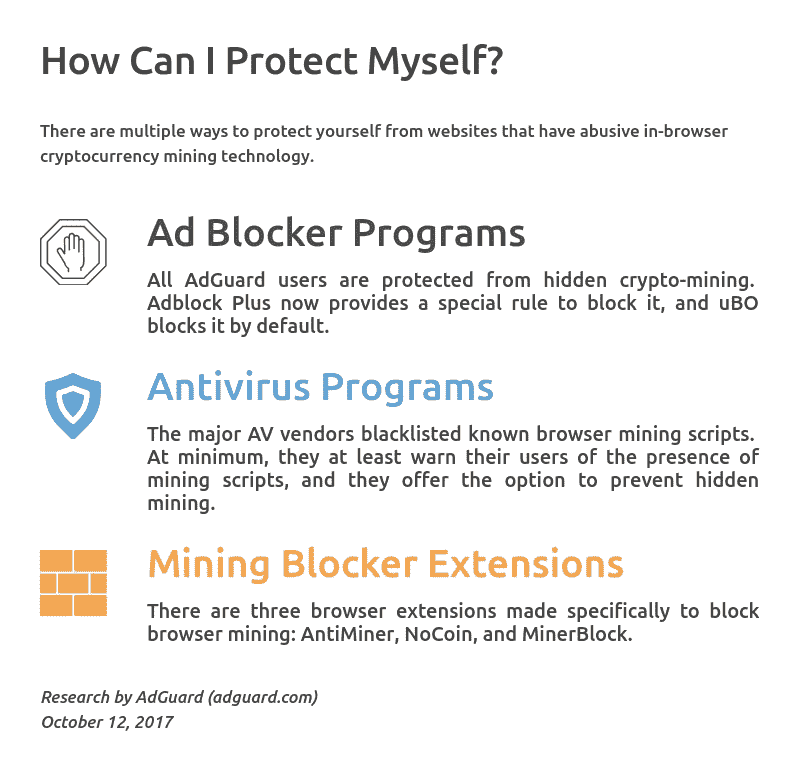 How Can I Protect Myself?
There are multiple ways to protect yourself from websites that have abusive in-browser
cryptocurrency mining technology.
Ad Blocker Programs
All AdGuard users are protected from hidden crypto-mining.
Adblock Plus now provides a special rule to block it, and uBO
blocks it by default.
Antivirus Programs
The major AV vendors blacklisted known browser mining scripts.
At minimum, they at least warn their users of the presence of
mining scripts, and they offer the option to prevent hidden
mining.
Mining Blocker Extensions
There are three browser extensions made specifically to block
browser mining: AntiMiner, NoCoin, and MinerBlock.
Research by AdGuard (adguard.com)
October 12, 2017